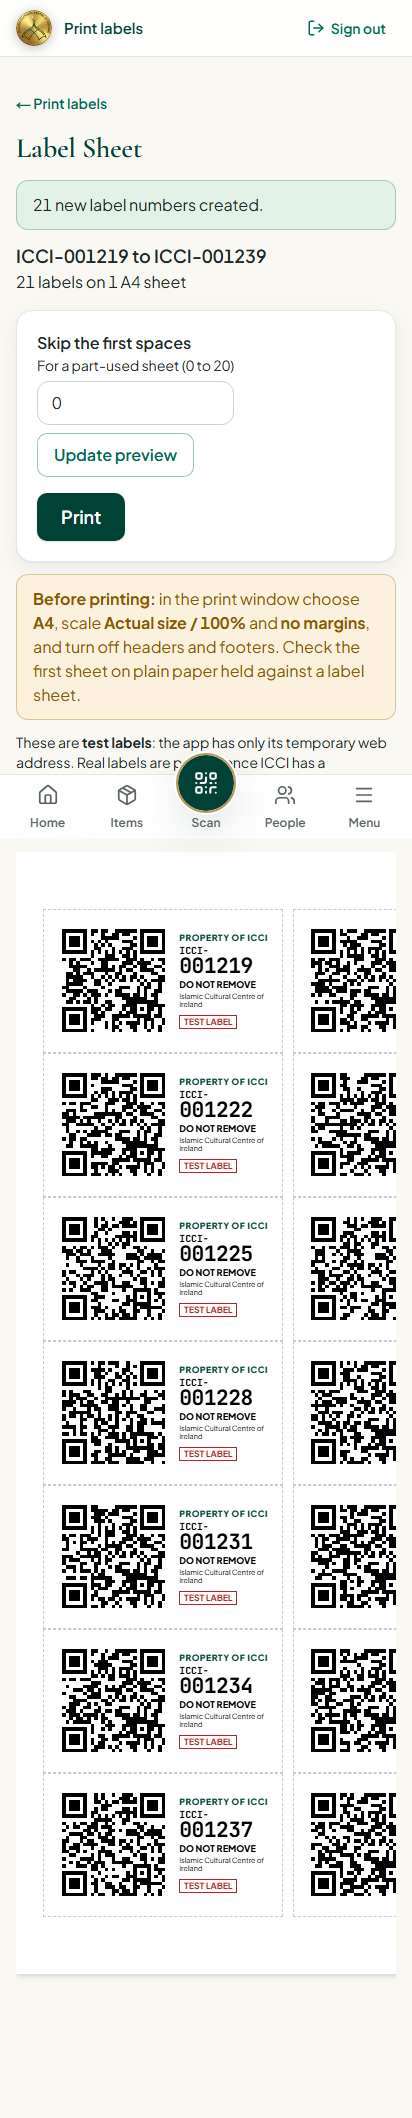 Print labels
Sign out
← Print labels
Label Sheet
21 new label numbers created.
ICCI-001219 to ICCI-001239
21 labels on 1 A4 sheet
Skip the first spaces
For a part-used sheet (0 to 20)
0
Update preview
Print
Before printing: in the print window choose
A4, scale Actual size / 100% and no margins,
and turn off headers and footers. Check the
first sheet on plain paper held against a label
sheet.
These are test labels: the app has only its temporary web
address. Real labels are ICCI has a
Home
Items
Scan
People
Menu
PROPERTY OF ICCI
ICCI-
001219
DO NOT REMOVE
Islamic Cultural Centre of
Ireland
TEST LABEL
PROPERTY OF ICCI
ICCI-
001222
DO NOT REMOVE
Islamic Cultural Centre of
Ireland
TEST LABEL
PROPERTY OF ICCI
ICCI-
001225
DO NOT REMOVE
Islamic Cultural Centre of
Ireland
TEST LABEL
PROPERTY OF ICCI
ICCI-
001228
DO NOT REMOVE
Islamic Cultural Centre of
Ireland
TEST LABEL
PROPERTY OF ICCI
ICCI-
001231
DO NOT REMOVE
Islamic Cultural Centre of
Ireland
TEST LABEL
PROPERTY OF ICCI
ICCI-
001234
DO NOT REMOVE
Islamic Cultural Centre of
Ireland
TEST LABEL
PROPERTY OF ICCI
ICCI-
001237
DO NOT REMOVE
Islamic Cultural Centre of
Ireland
TEST LABEL